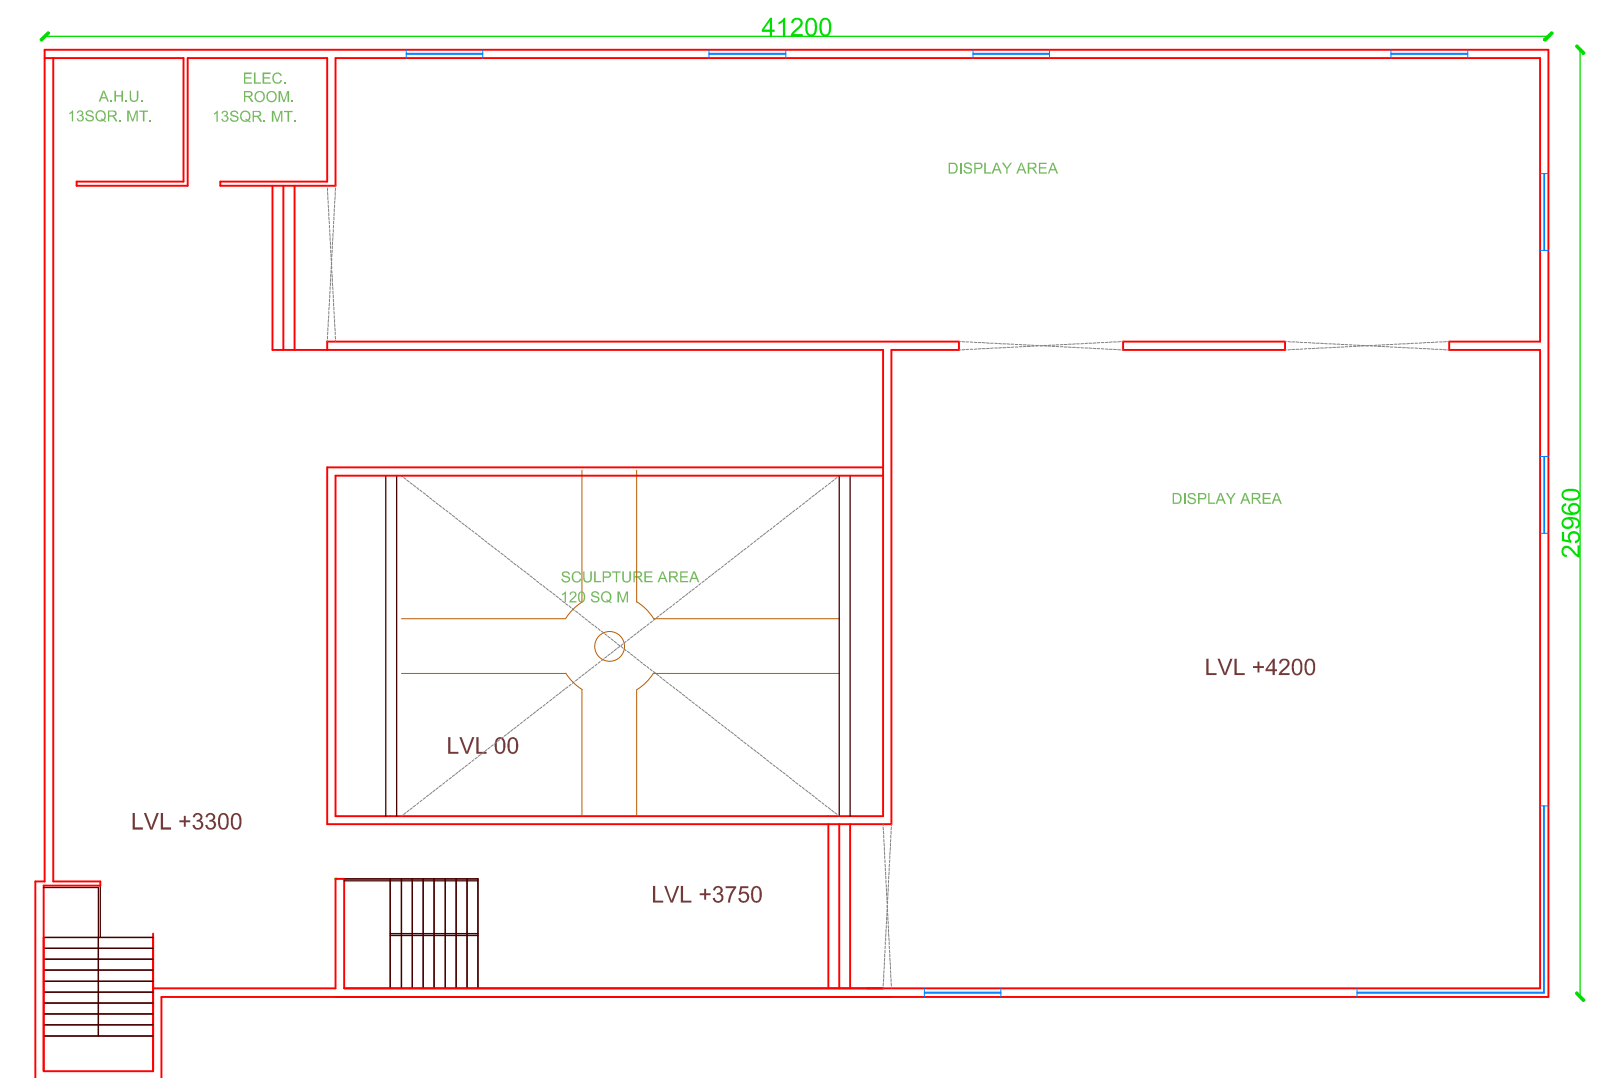 41200
A.H.U.
13SQR. MT.
ELEC.
ROOM.
13SQR. MT.
DISPLAY AREA
DISPLAY AREA
25960
SCULPTURE AREA
120 SQ M
LVL +4200
LVL 00
LVL +3300
LVL +3750